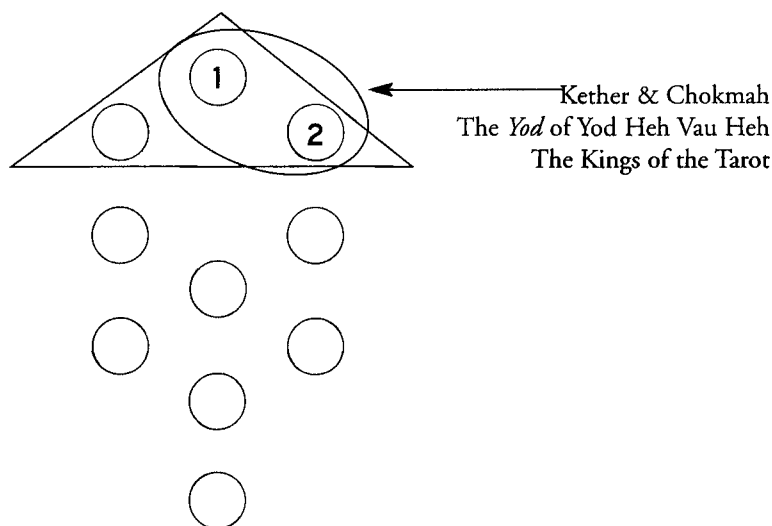 1
2
Kether & Chokmah
The Yod of Yod Heh Vau Heh
The Kings of the Tarot